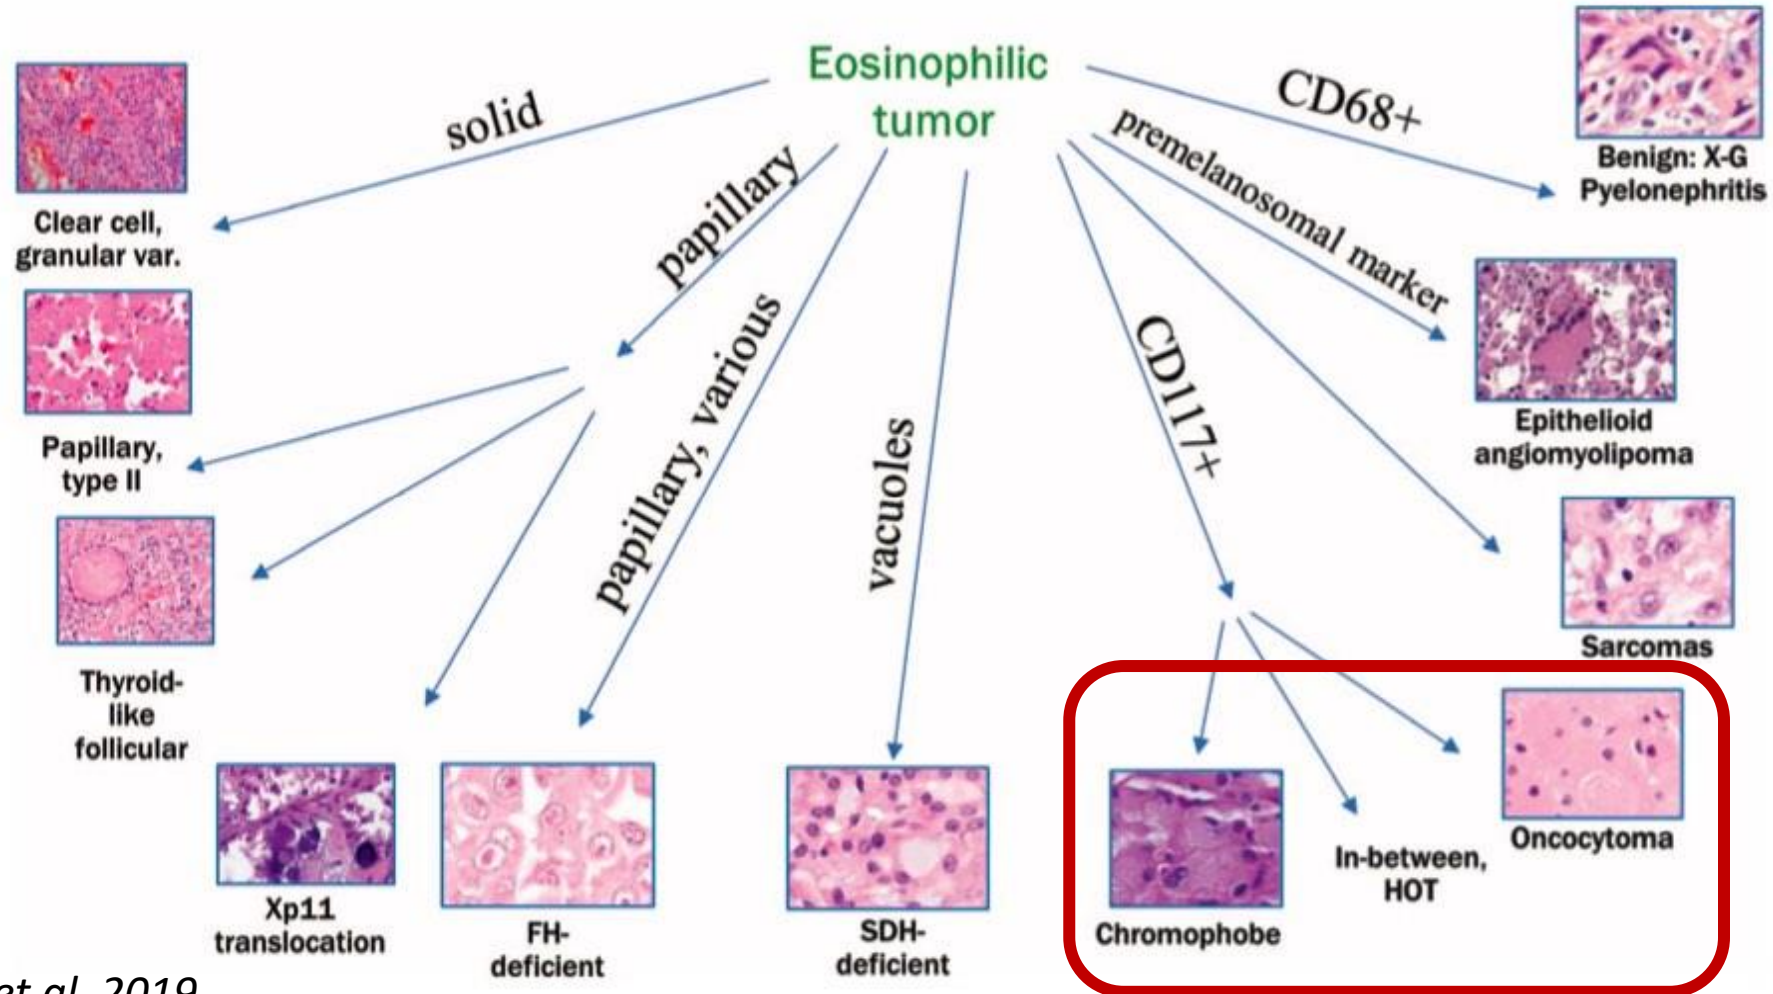 Eosinophilic
tumor
solid
papillary
papillary, various
vacuoles
CD117+
premelanosomal marker
CD68+
Clear cell,
granular var.
Papillary,
type II
Thyroid-
like
follicular
Xp11
translocation
FH-
deficient
SDH-
deficient
Chromophobe
In-between,
HOT
Oncocytoma
Sarcomas
Epithelioid
angiomyolipoma
Benign: X-G
Pyelonephritis
et al. 2019